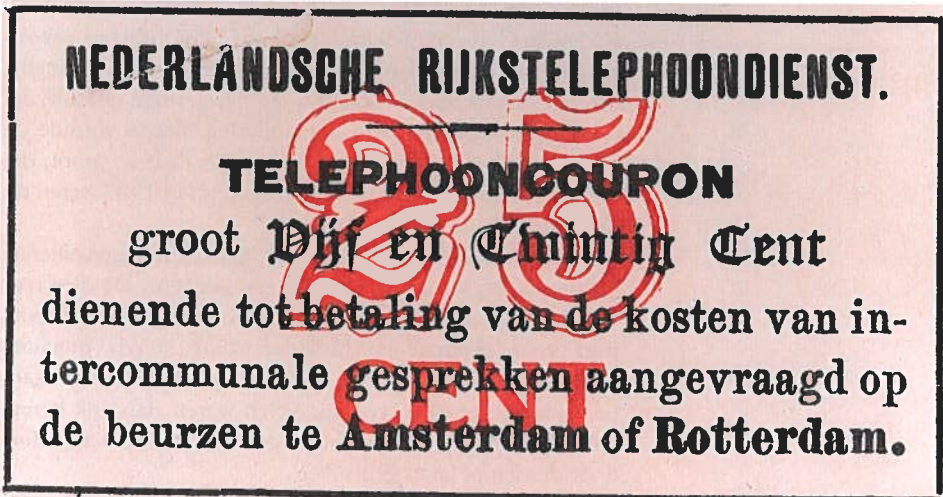 NEDERLANDSCHE RIJKSTELEPHOONDIENST.
TELEPHOONCOUPON
groot Vijf en Twintig Cent
dienende tot betaling van de kosten van in-
tercommunale gesprekken aangevraagd op
de beurzen te Amsterdam of Rotterdam.
25
CENT